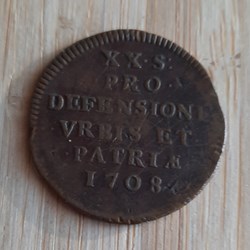 XX·S·
PRO
DEFENSIONE
VRBIS ET
PATRIÆ
1708